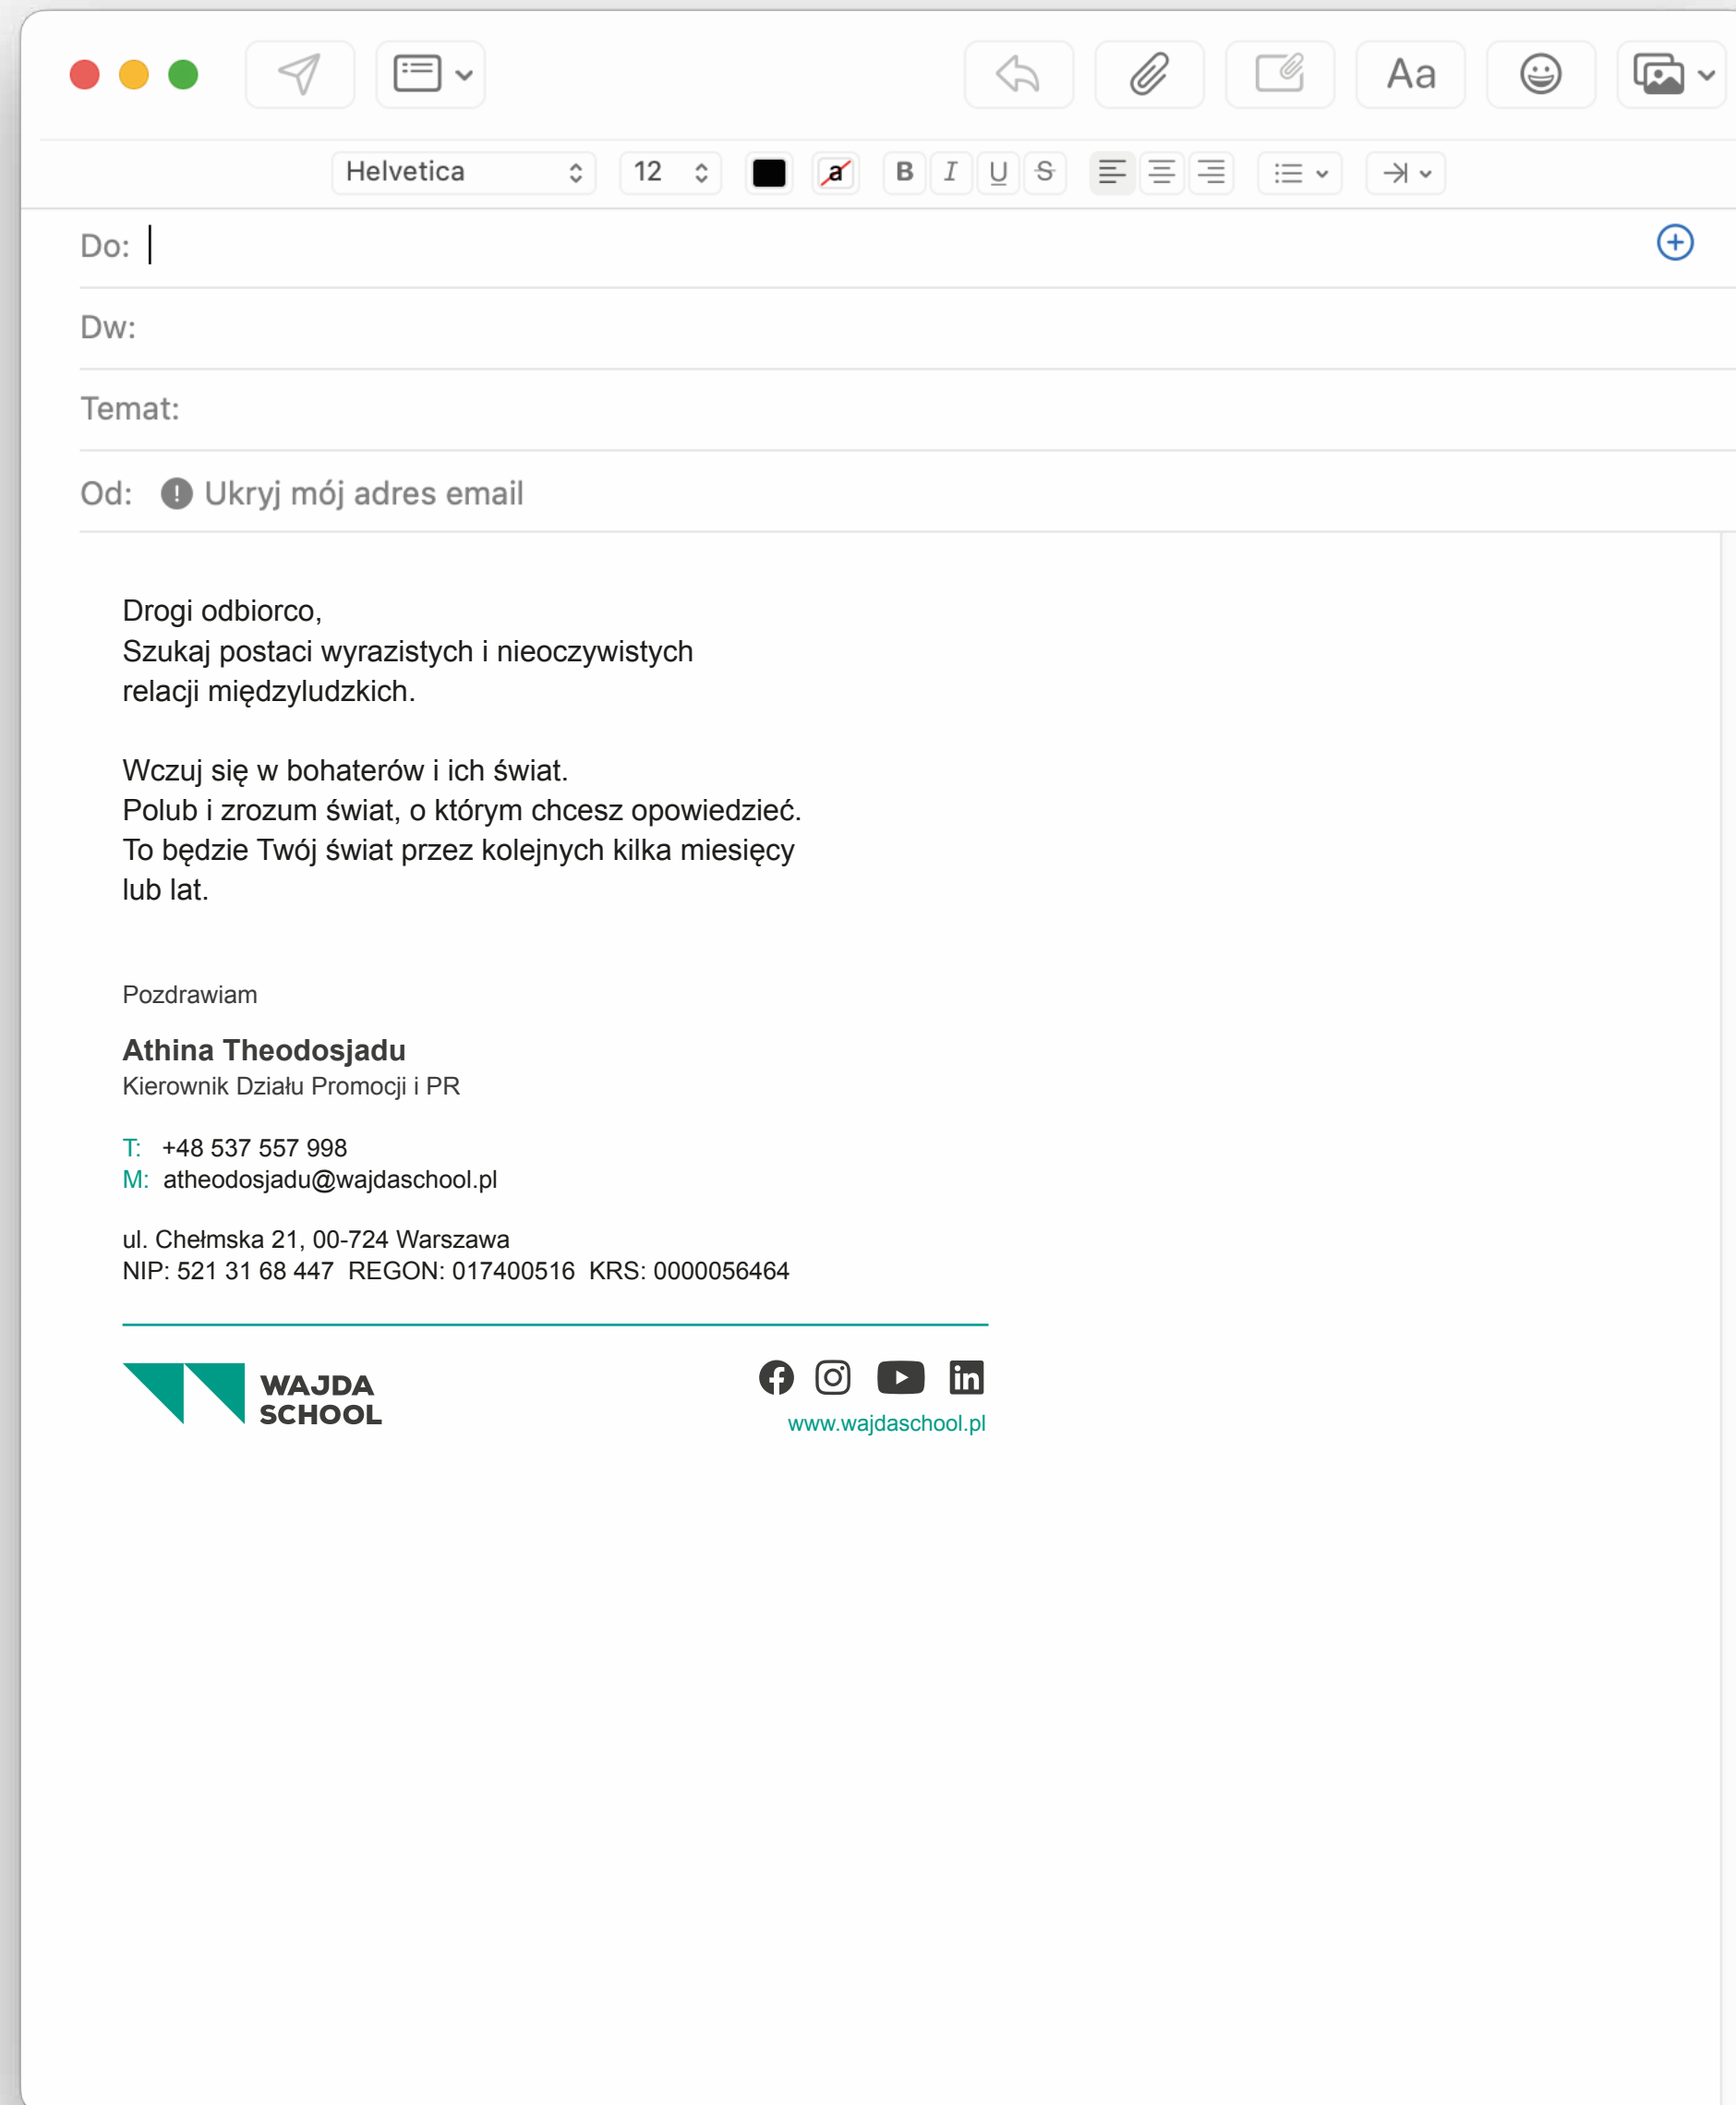 Aa
Helvetica 12 a B I U S
Do:
Dw:
Temat:
Od: Ukryj mój adres email
Drogi odbiorco,
Szukaj postaci wyrazistych i nieoczywistych
relacji międzyludzkich.
Wczuj się w bohaterów i ich świat.
Polub i zrozum świat, o którym chcesz opowiedzieć.
To będzie Twój świat przez kolejnych kilka miesięcy
lub lat.
Pozdrawiam
Athina Theodosjadu
Kierownik Działu Promocji i PR
T: +48 537 557 998
M: atheodosjadu@wajdaschool.pl
ul. Chełmska 21, 00-724 Warszawa
NIP: 521 31 68 447 REGON: 017400516 KRS: 0000056464
WAJDA
SCHOOL
in
www.wajdaschool.pl